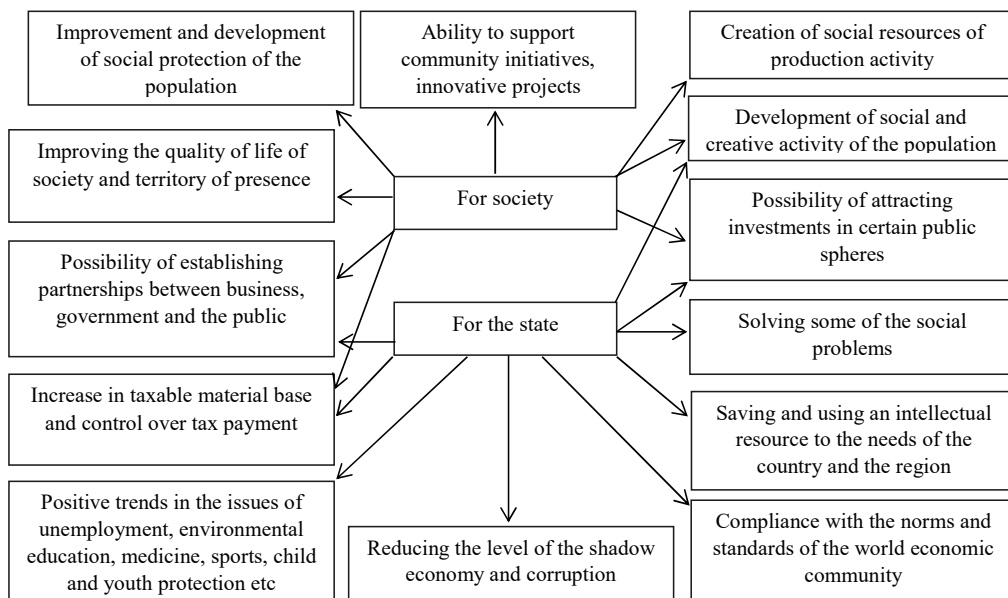 Improvement and development
of social protection of the
population
Ability to support
community initiatives,
innovative projects
Creation of social resources of
production activity
Development of social and
creative activity of the population
Improving the quality of life of
society and territory of presence
For society
Possibility of attracting
investments in certain public
spheres
Possibility of establishing
partnerships between business,
government and the public
For the state
Solving some of the social
problems
Increase in taxable material base
and control over tax payment
Saving and using an intellectual
resource to the needs of the
country and the region
Positive trends in the issues of
unemployment, environmental
education, medicine, sports, child
and youth protection etc
Reducing the level of the shadow
economy and corruption
Compliance with the norms and
standards of the world economic
community